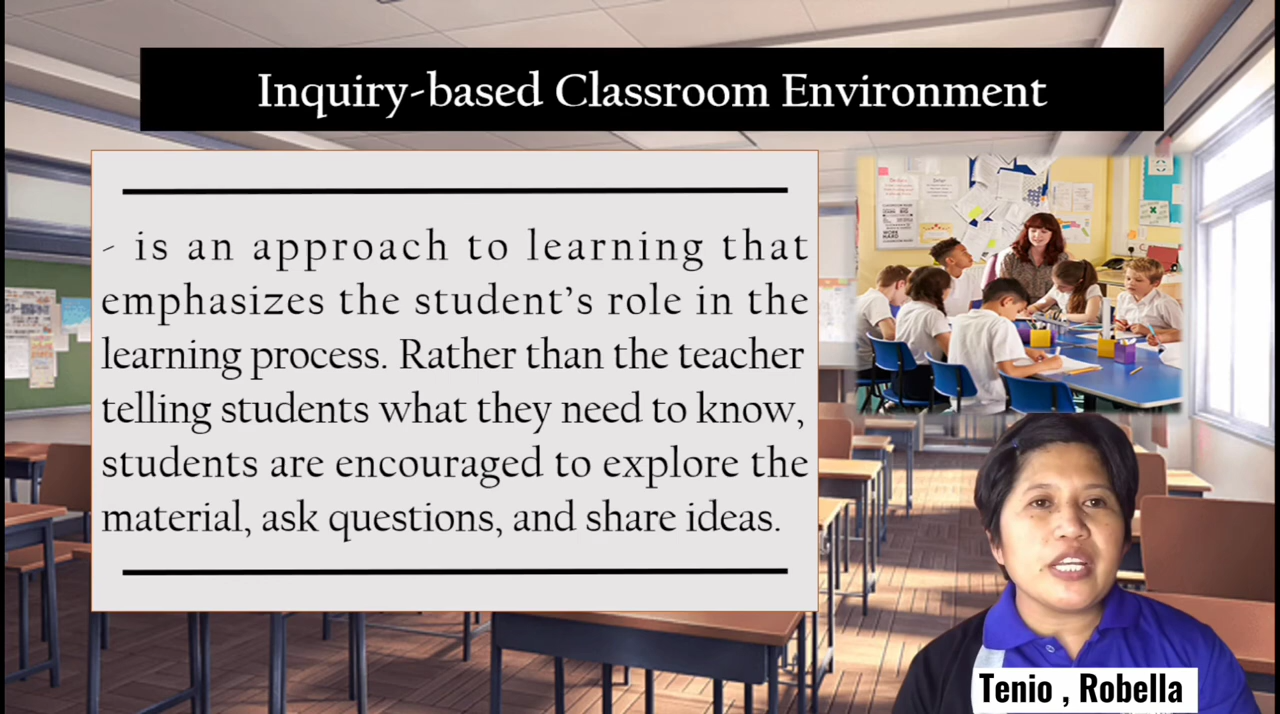 Inquiry-based Classroom Environment
- is an approach to learning that
emphasizes the student's role in the
learning process. Rather than the teacher
telling students what they need to know,
students are encouraged to explore the
material, ask questions, and share ideas.
Tenio , Robella